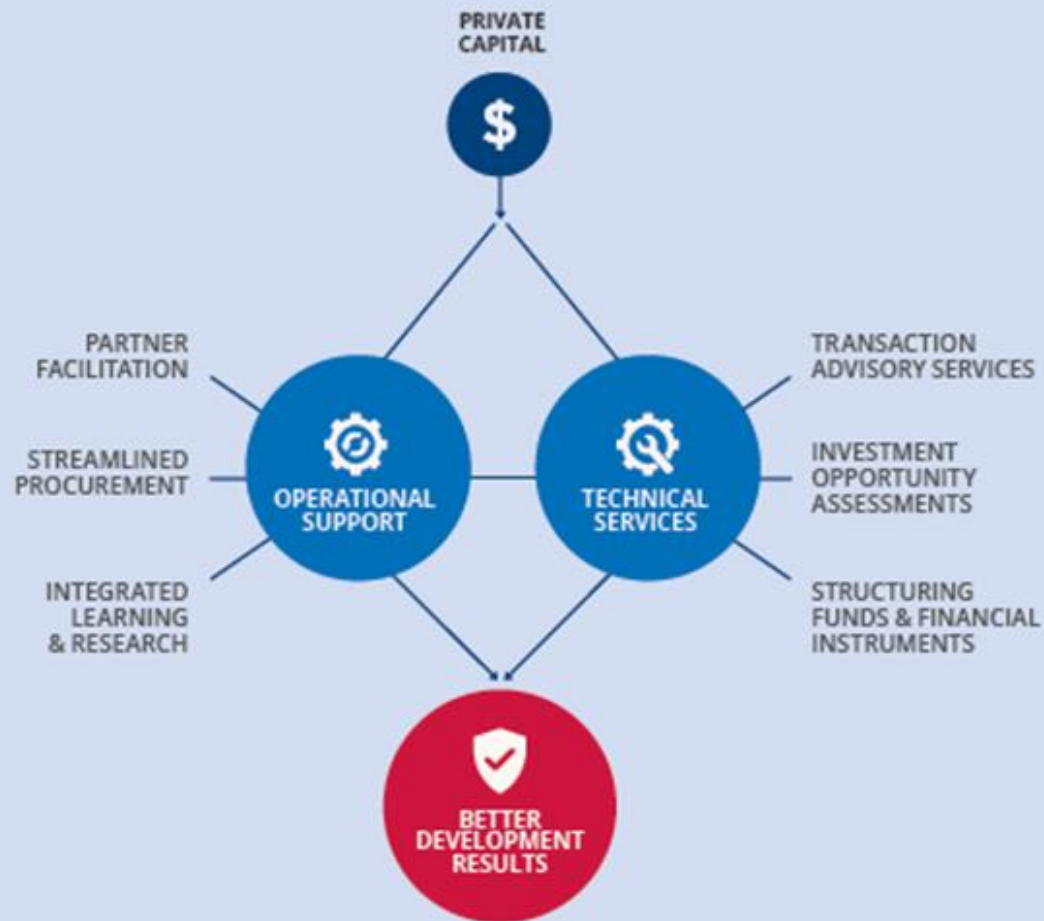 PRIVATE
CAPITAL
$
PARTNER
FACILITATION
STREAMLINED
PROCUREMENT
INTEGRATED
LEARNING
& RESEARCH
OPERATIONAL
SUPPORT
TECHNICAL
SERVICES
TRANSACTION
ADVISORY SERVICES
INVESTMENT
OPPORTUNITY
ASSESSMENTS
STRUCTURING
FUNDS & FINANCIAL
INSTRUMENTS
BETTER
DEVELOPMENT
RESULTS